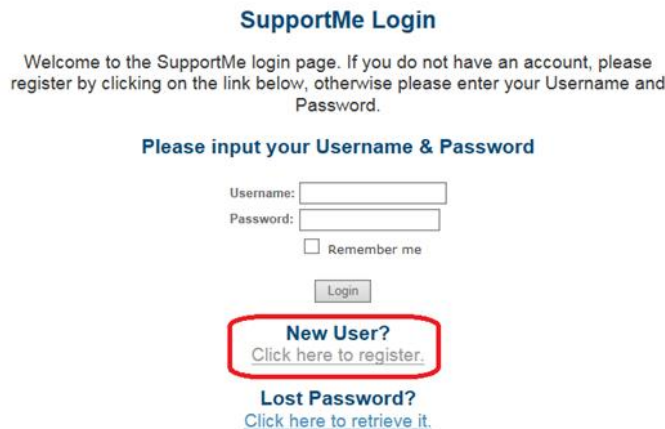 SupportMe Login
Welcome to the SupportMe login page. If you do not have an account, please
register by clicking on the link below, otherwise please enter your Username and
Password.
Please input your Username & Password
Username:
Password:
Remember me
Login
New User?
Click here to register.
Lost Password?
Click here to retrieve it.